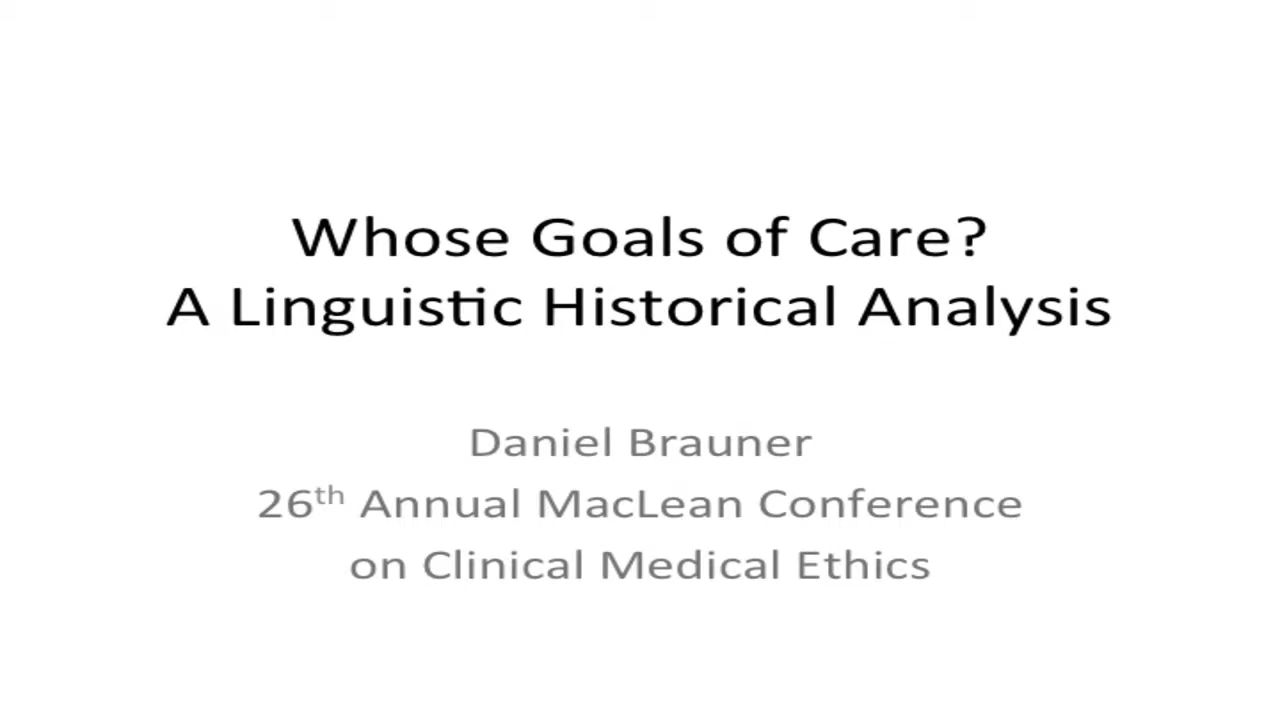 Whose Goals of Care?
A Linguistic Historical Analysis
Daniel Brauner
26th Annual MacLean Conference
on Clinical Medical Ethics